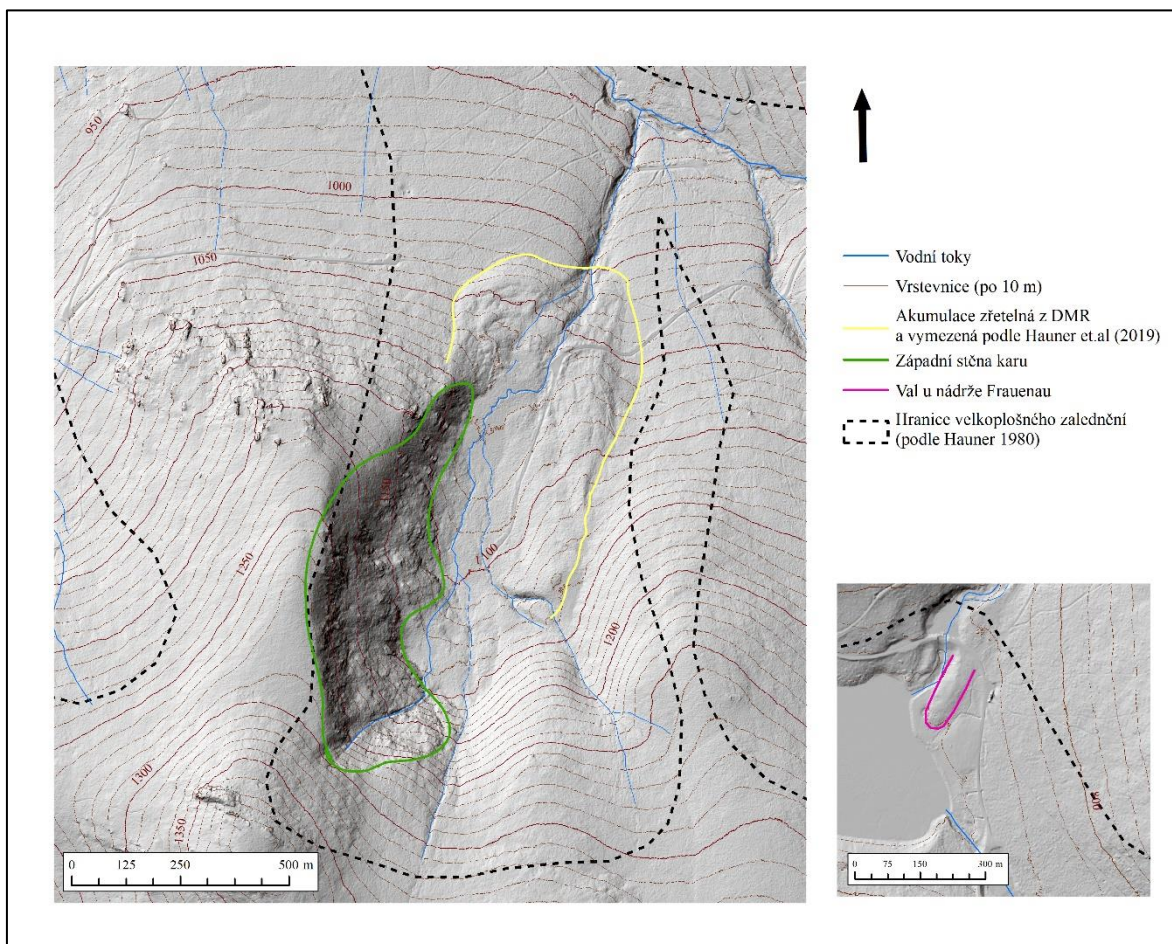 950
1000
1050
1250
1150
1100
1200
1300
1350
0 125 250 500 m
Vodní toky
Vrstevnice (po 10 m)
Akumulace zřetelná z DMR
a vymezená podle Hauner et.al (2019)
Západní stěna karu
Val u nádrže Frauenau
Hranice velkoplošného zalednění
(podle Hauner 1980)
800
0 75 150 300 m